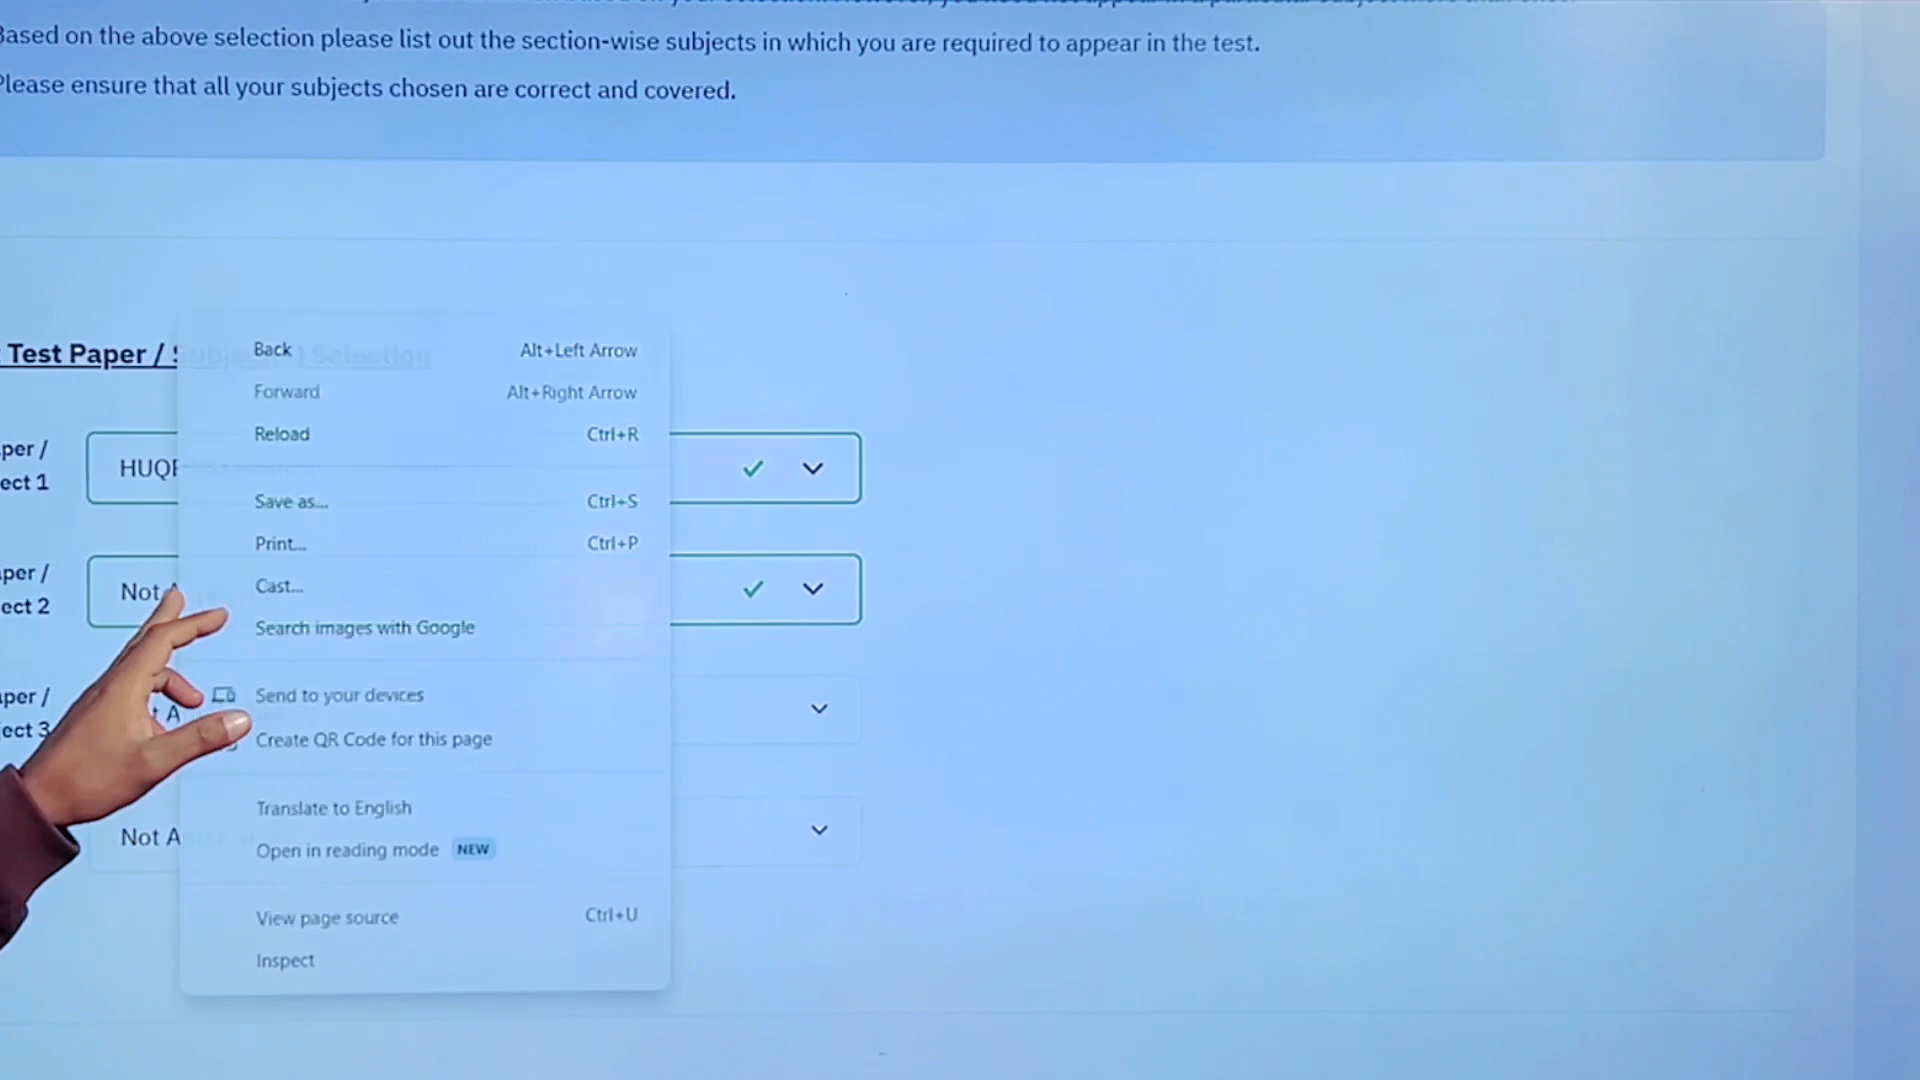 Based on the above selection please list out the section-wise subjects in which you are required to appear in the test.
Please ensure that all your subjects chosen are correct and covered.
Test Paper / Subject(s) Selection
Back Alt+Left Arrow
Forward Alt+Right Arrow
Reload Ctrl+R
per /
ect 1
HUQP
Save as... Ctrl+S
Print... Ctrl+P
per /
ect 2
Not A
Cast...
Search images with Google
per /
ect 3
t A
Send to your devices
Create QR Code for this page
Not A
Translate to English
Open in reading mode NEW
View page source Ctrl+U
Inspect